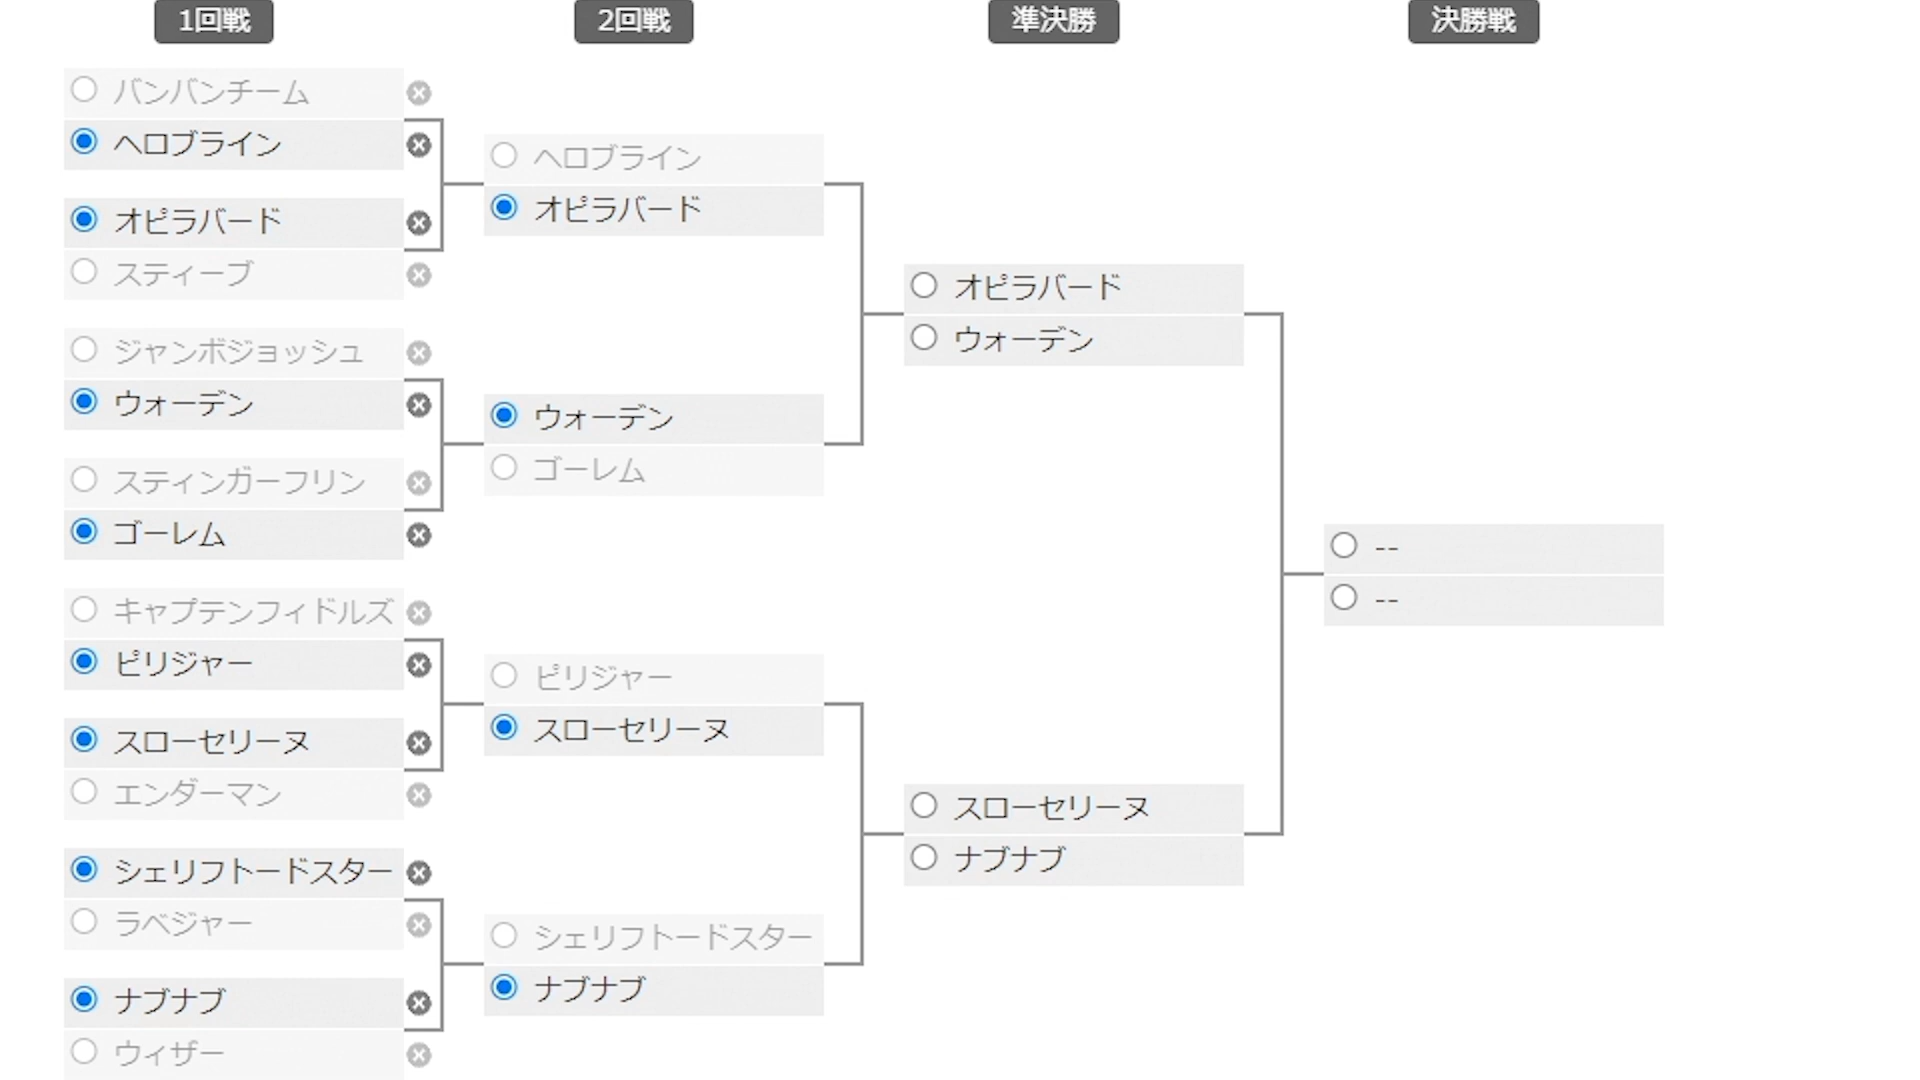 1回戦
2回戦
準決勝
決勝戦
バンバンチーム
ヘロブライン
オピラバード
スティーブ
ジャンボジョッシュ
ウォーデン
スティンガーフリン
ゴーレム
キャプテンフィドルズ
ピリジャー
スローセリーヌ
エンダーマン
シェリフトードスター
ラベジャー
ナブナブ
ウィザー
ヘロブライン
オピラバード
ウォーデン
ゴーレム
ピリジャー
スローセリーヌ
シェリフトードスター
ナブナブ
オピラバード
ウォーデン
スローセリーヌ
ナブナブ
--
--